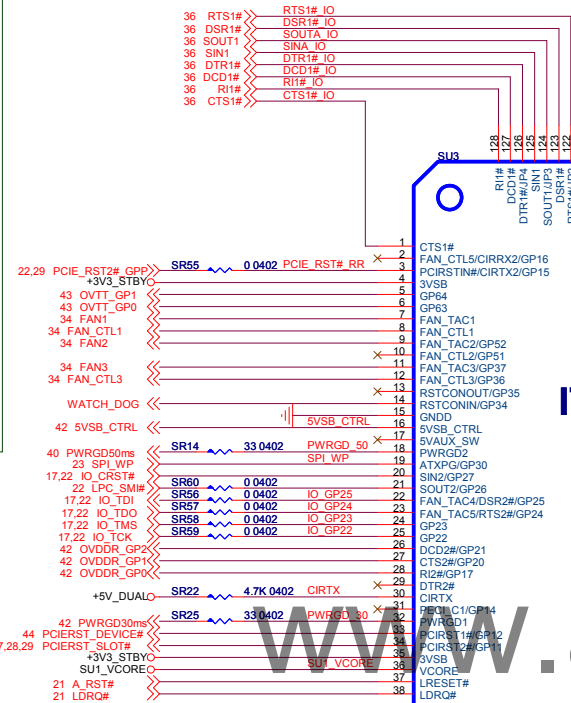 36 RTS1# RTS1#_IO
36 DSR1# DSR1#_IO
36 SOUT1 SOUTA_IO
36 SIN1 SINA_IO
36 DTR1# DTR1#_IO
36 DCD1# DCD1#_IO
36 RI1# RI1#_IO
36 CTS1# CTS1#_IO
128 127 126 125 124 123 122
SU3
RI1# DCD1# DTR1#/JP4 SIN1 SOUT1/JP3 DSR1#
1 CTS1#
2 FAN_CTL5/CIRRX2/GP16
22,29 PCIE_RST2#_GPP SR55 0 0402 PCIE_RST#_RR 3 PCIRSTIN#/CIRTX2/GP15
+3V3_STBY 4 3VSB
43 OVTT_GP1 5 GP64
43 OVTT_GP0 6 GP63
34 FAN1 7 FAN_TAC1
34 FAN_CTL1 8 FAN_CTL1
34 FAN2 9 FAN_TAC2/GP52
10 FAN_CTL2/GP51
34 FAN3 11 FAN_TAC3/GP37
34 FAN_CTL3 12 FAN_CTL3/GP36
13 RSTCONOUT/GP35
WATCH_DOG 14 RSTCONIN/GP34
15 GNDD
42 5VSB_CTRL 5VSB_CTRL 16 5VSB_CTRL
17 5VAUX_SW
40 PWRGD50ms SR14 33 0402 PWRGD_50 18 PWRGD2
23 SPI_WP SPI_WP 19 ATXPG/GP30
17,22 IO_CRST# 20 SIN2/GP27
22 LPC_SMI# SR60 0 0402 21 SOUT2/GP26
17,22 IO_TDI SR56 0 0402 IO_GP25 22 FAN_TAC4/DSR2#/GP25
17,22 IO_TDO SR57 0 0402 IO_GP24 23 FAN_TAC5/RTS2#/GP24
17,22 IO_TMS SR58 0 0402 IO_GP23 24 GP23
17,22 IO_TCK SR59 0 0402 IO_GP22 25 GP22
42 OVDDR_GP2 26 DCD2#/GP21
42 OVDDR_GP1 27 CTS2#/GP20
42 OVDDR_GP0 28 RI2#/GP17
29 DTR2#
+5V_DUAL SR22 4.7K 0402 CIRTX 30 CIRTX
31 PECI_C1/GP14
42 PWRGD30ms SR25 33 0402 PWRGD_30 32 PWRGD1
44 PCIERST_DEVICE# 33 PCIRST1#/GP12
7,28,29 PCIERST_SLOT# 34 PCIRST2#/GP11
+3V3_STBY 35 3VSB
SU1_VCORE SU1_VCORE 36 VCORE
21 A_RST# 37 LRESET#
21 LDRQ# 38 LDRQ#
www.